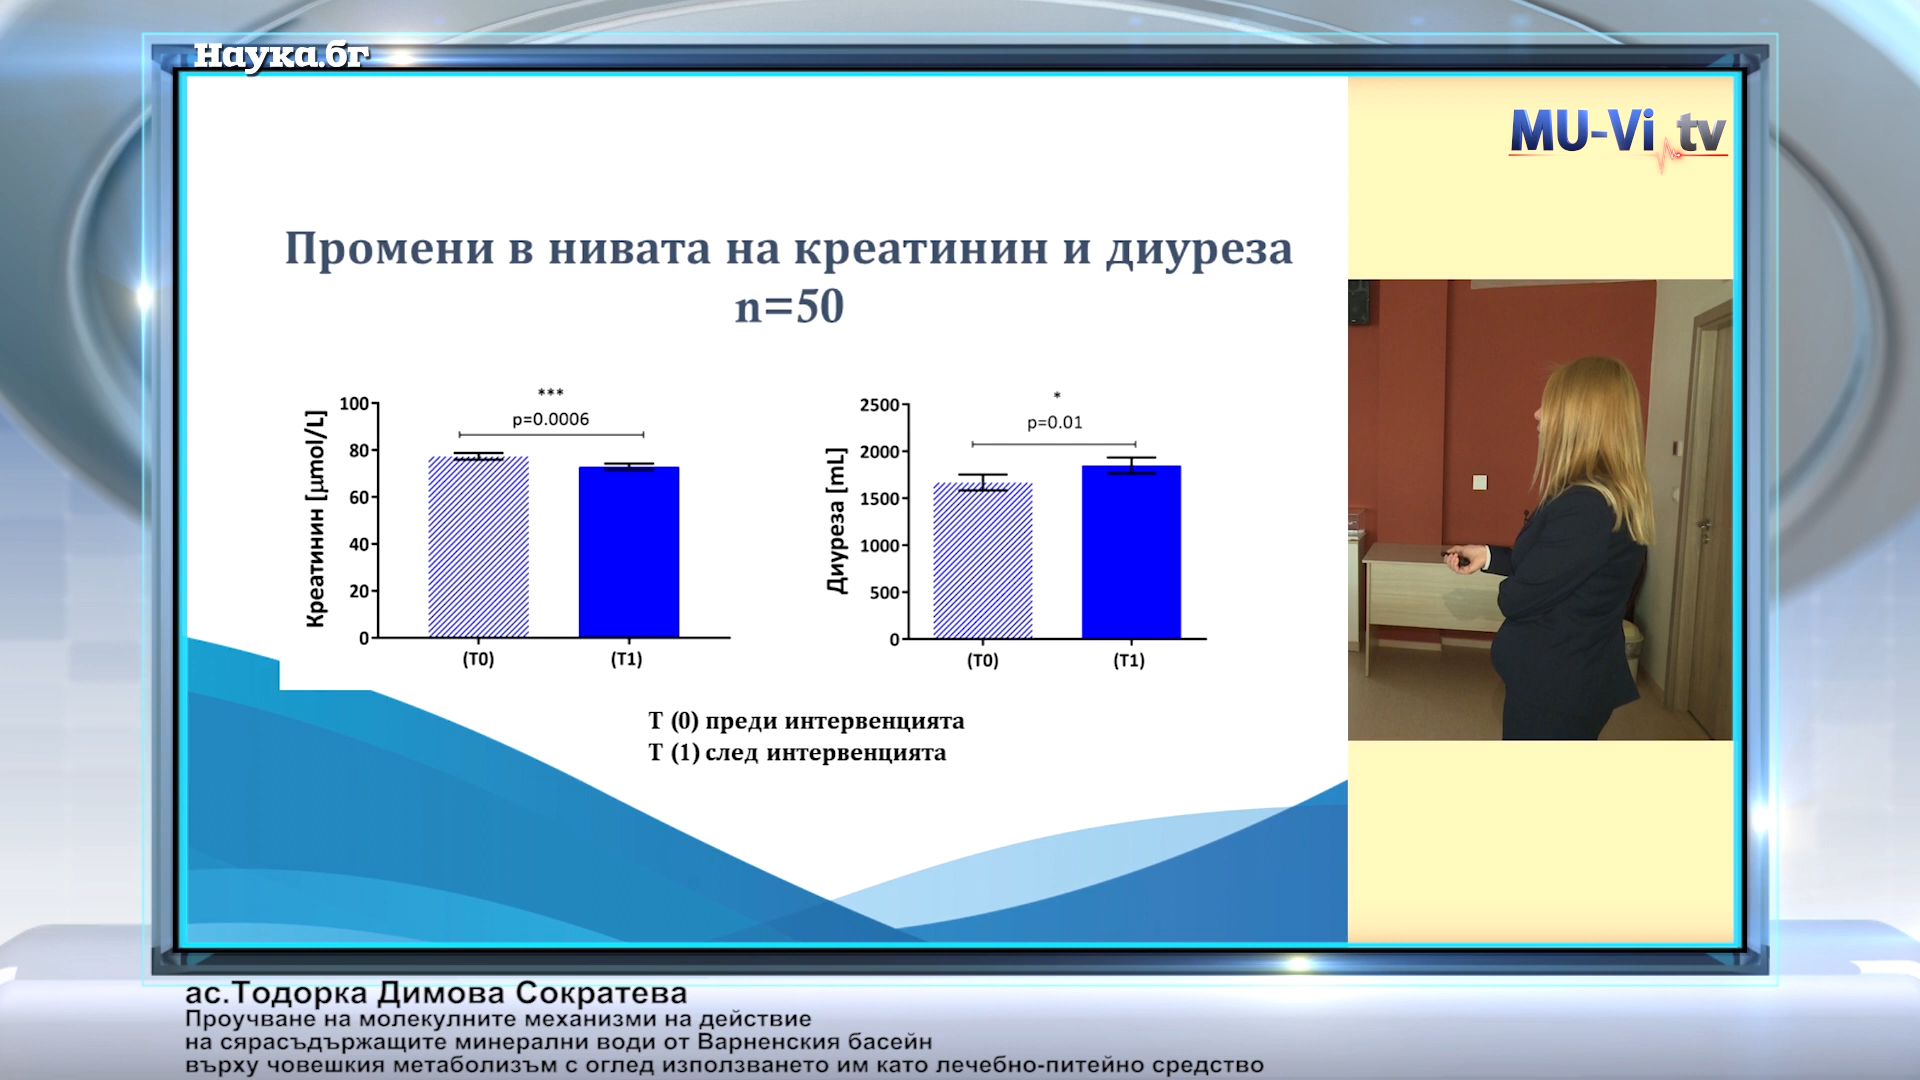 Наука.бг
MU-Vi tv
Промени в нивата на креатинин и диуреза
n=50
***
p=0.0006
Креатинин [µmol/L]
100
80
60
40
20
0
(T0)
(T1)
*
p=0.01
Диуреза [mL]
2500
2000
1500
1000
500
0
(T0)
(T1)
T (0) преди интервенцията
T (1) след интервенцията
ас.Тодорка Димова Сократева
Проучване на молекулните механизми на действие
на сярасъдържащите минерални води от Варненския басейн
върху човешкия метаболизъм с оглед използването им като лечебно-питейно средство